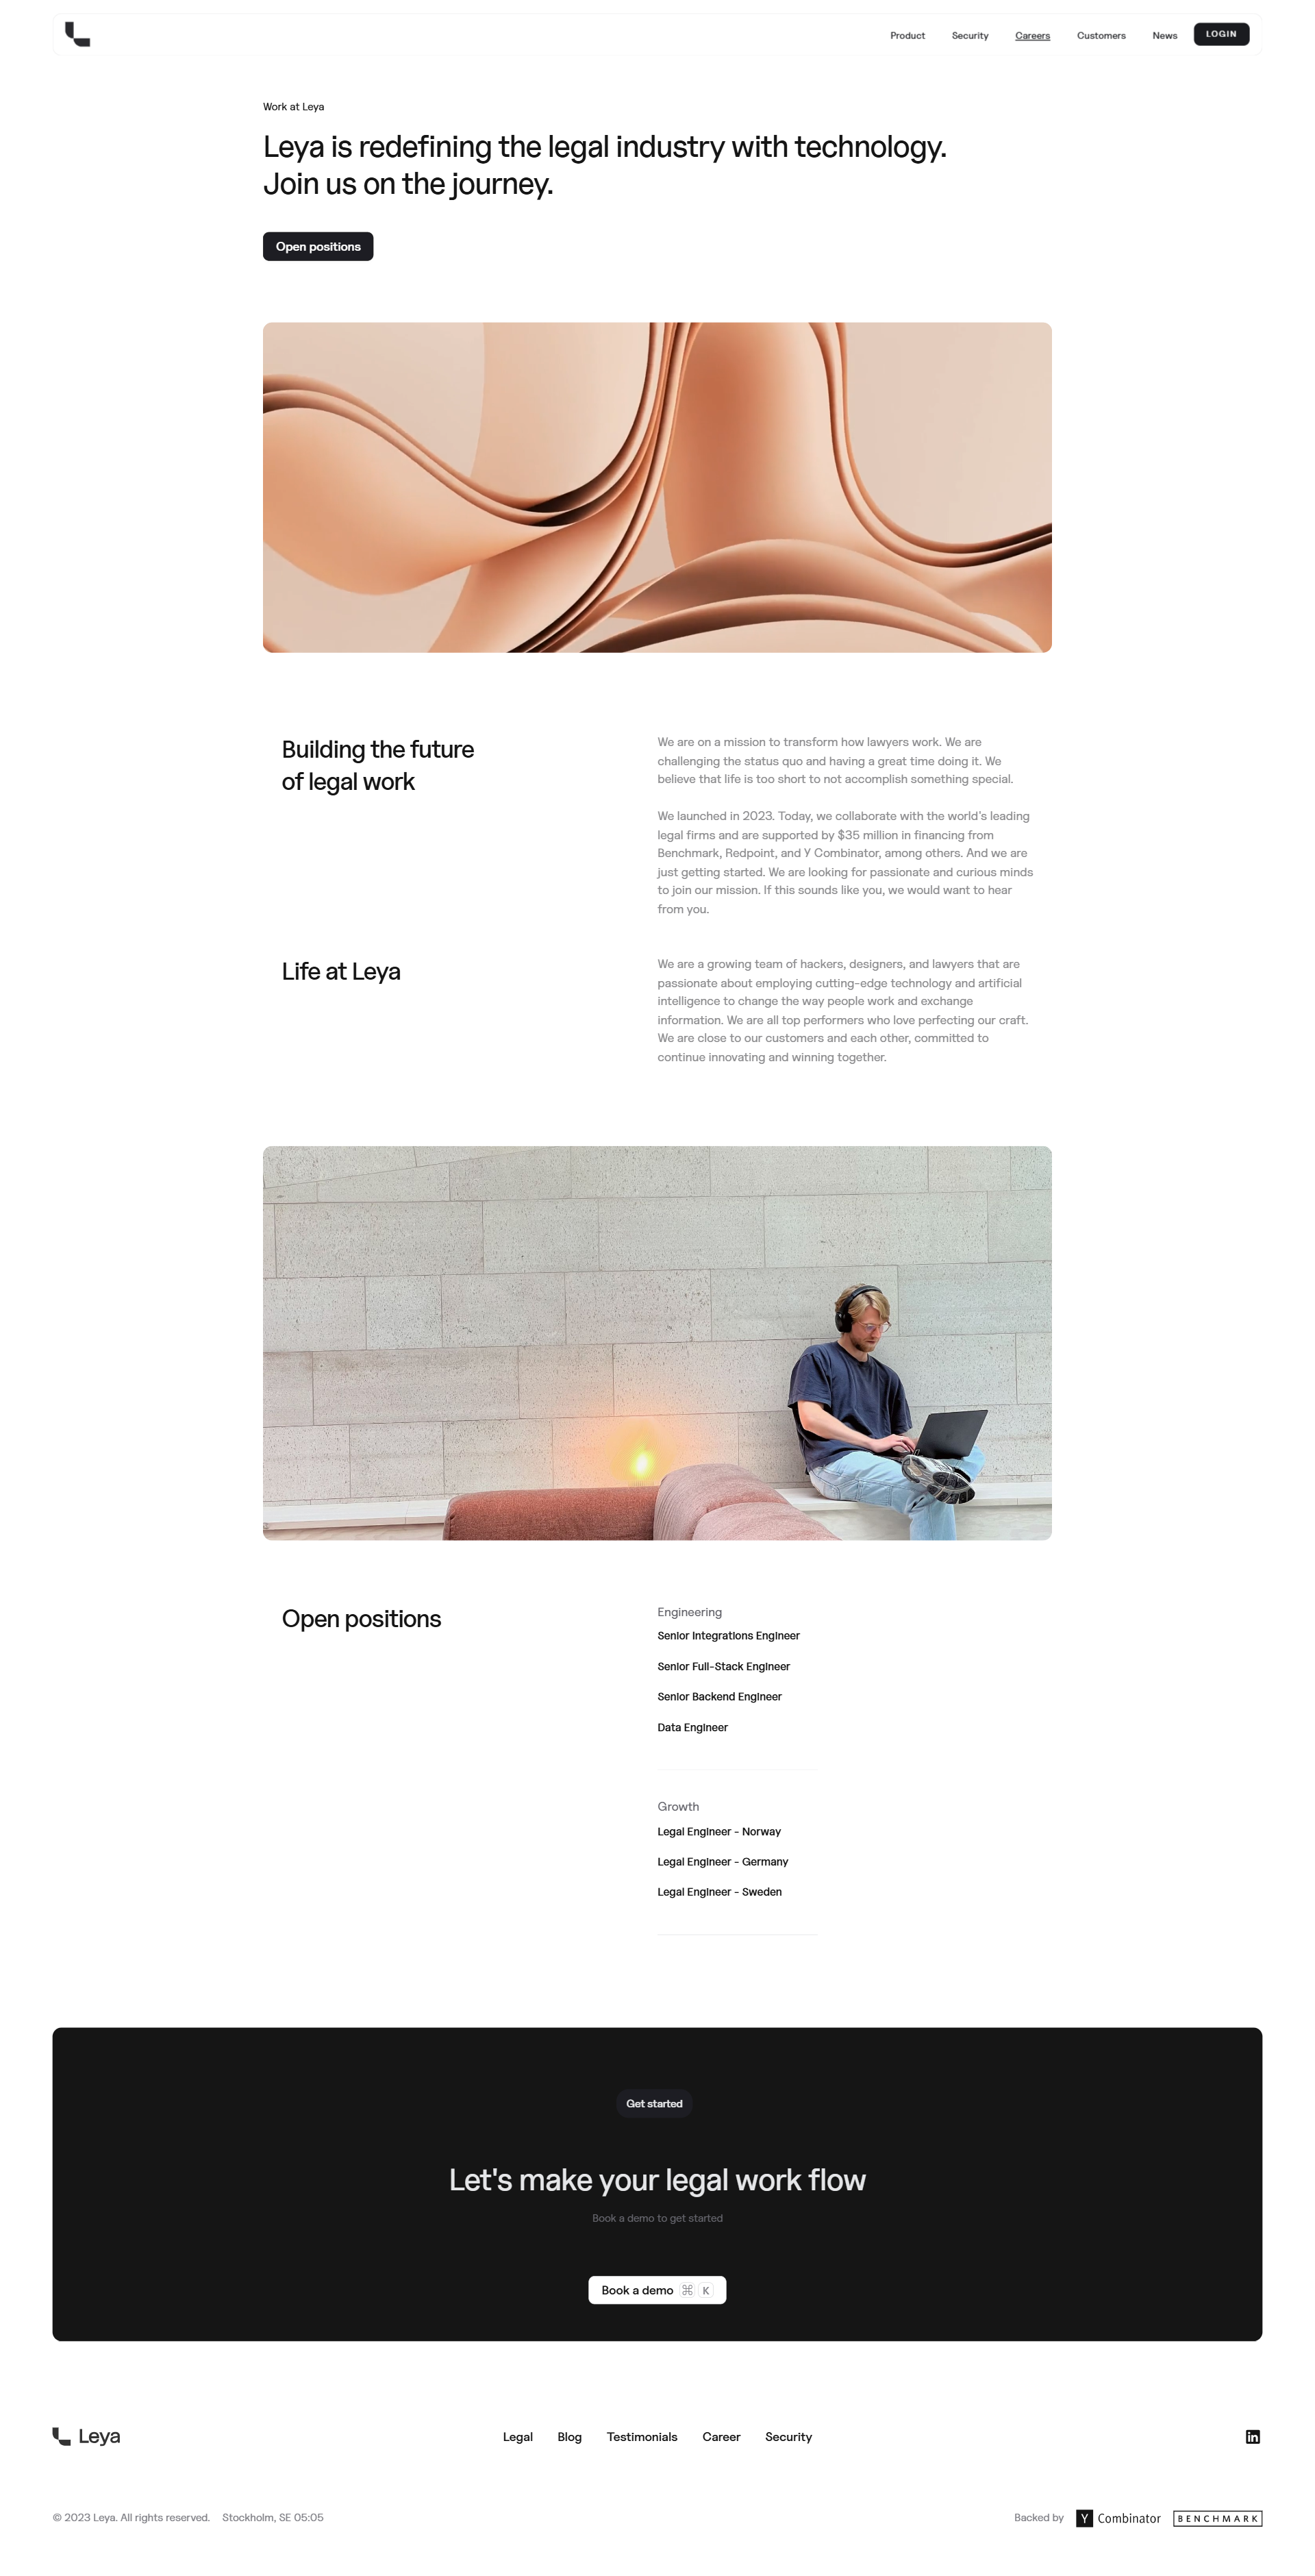 Product Security Careers Customers News LOGIN
Work at Leya
Leya is redefining the legal industry with technology.
Join us on the journey.
Open positions
Building the future
of legal work
We are on a mission to transform how lawyers work. We are
challenging the status quo and having a great time doing it. We
believe that life is too short to not accomplish something special.
We launched in 2023. Today, we collaborate with the world's leading
legal firms and are supported by $35 million in financing from
Benchmark, Redpoint, and Y Combinator, among others. And we are
just getting started. We are looking for passionate and curious minds
to join our mission. If this sounds like you, we would want to hear
from you.
Life at Leya
We are a growing team of hackers, designers, and lawyers that are
passionate about employing cutting-edge technology and artificial
intelligence to change the way people work and exchange
information. We are all top performers who love perfecting our craft.
We are close to our customers and each other, committed to
continue innovating and winning together.
Open positions
Engineering
Senior Integrations Engineer
Senior Full-Stack Engineer
Senior Backend Engineer
Data Engineer
Growth
Legal Engineer - Norway
Legal Engineer - Germany
Legal Engineer - Sweden
Get started
Let's make your legal work flow
Book a demo to get started
Book a demo ⌘ K
Leya
Legal Blog Testimonials Career Security
in
© 2023 Leya. All rights reserved. Stockholm, SE 05:05
Backed by Y Combinator BENCHMARK